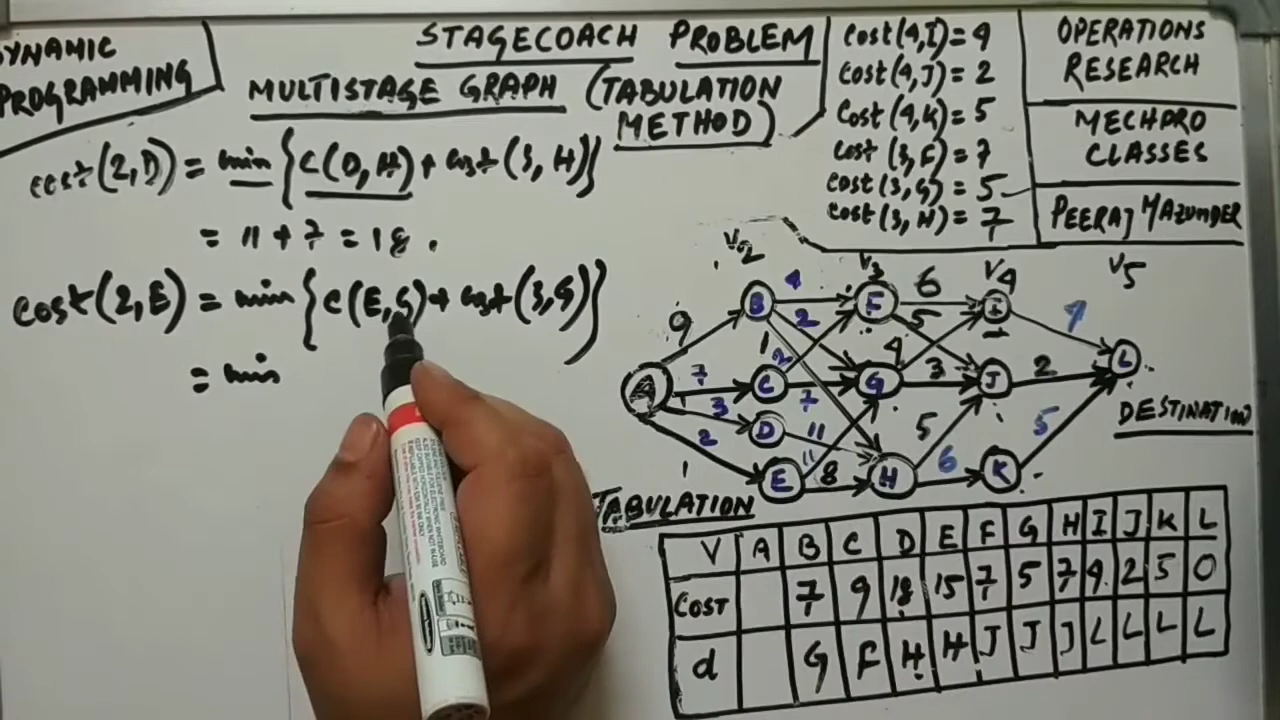 DYNAMIC
PROGRAMMING
STAGECOACH PROBLEM
MULTISTAGE GRAPH (TABULATION
METHOD)
cost(4,I)=4
cost(4,J)=2
cost(4,K)=5
cost(3,F)=7
cost(3,G)=5
cost(3,H)=7
OPERATIONS
RESEARCH
MECHPRO
CLASSES
PEERAJ MAZUMDER
cost(2,D) = min {C(D,H)+cost(3,H)}
= 11 + 7 = 18.
cost(2,E) = min {C(E,G)+cost(3,G)}
= min
V2 V3 V4 V5
B 4 F 6 I
9 2 5 4
1 2 4
A 7 C 7 G 3 J 2 L
3 D 11 5 5
2 11
1 E 8 H 6 K
DESTINATION
TABULATION
V A B C D E F G H I J K L
COST 7 9 18 15 7 5 7 4 2 5 0
d G F H H J J J L L L L